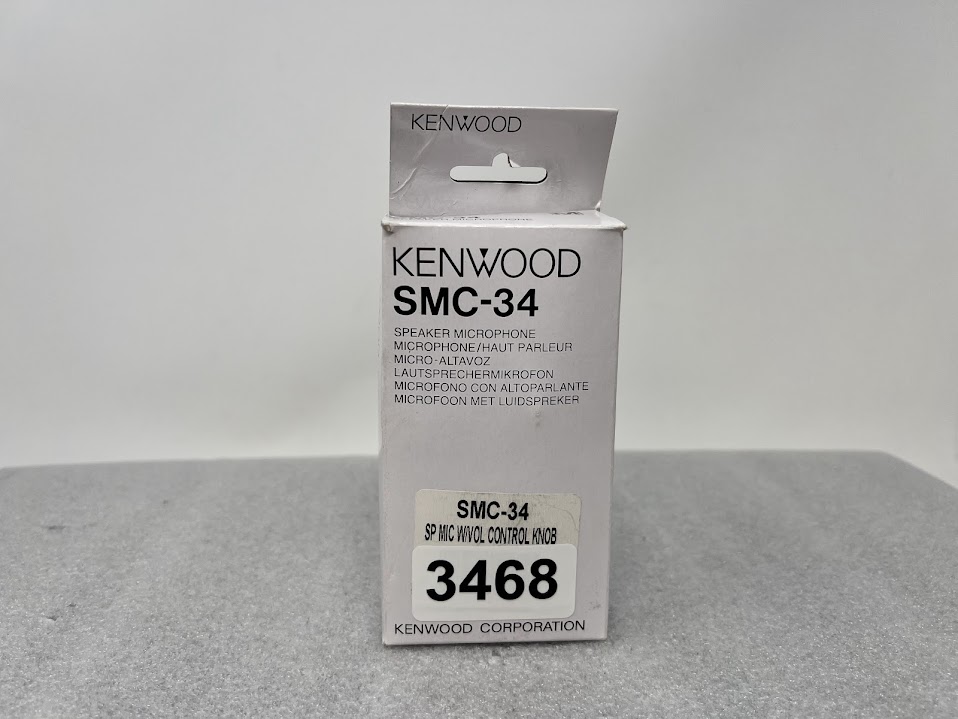 KENWOOD
KENWOOD
SMC-34
SPEAKER MICROPHONE
MICROPHONE/HAUT PARLEUR
MICRO-ALTAVOZ
LAUTSPRECHERMIKROFON
MICROFONO CON ALTOPARLANTE
MICROFOON MET LUIDSPREKER
SMC-34
SP MIC W/VOL CONTROL KNOB
3468
KENWOOD CORPORATION